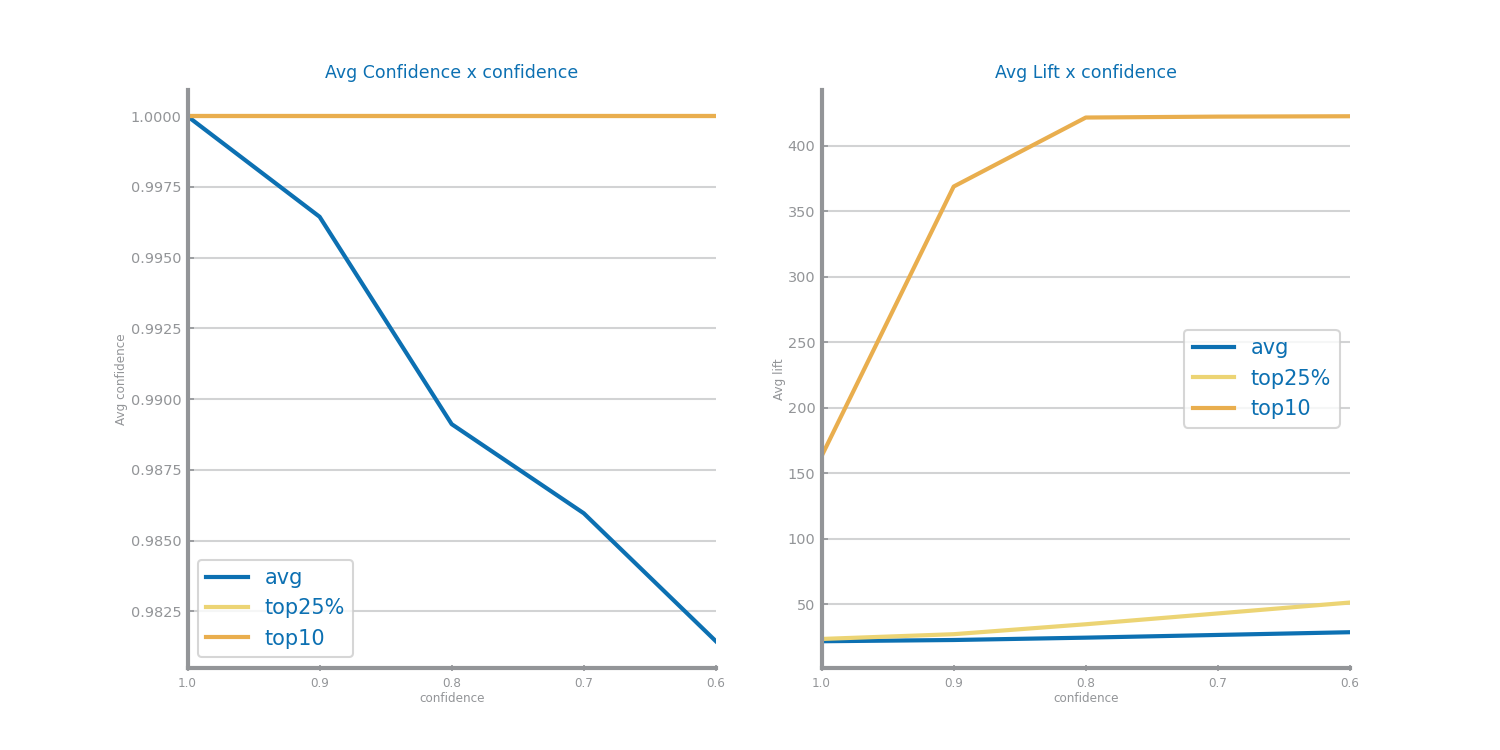 Avg Confidence x confidence
1.0000
0.9975
0.9950
0.9925
0.9900
0.9875
0.9850
0.9825
Avg confidence
avg
top25%
top10
1.0 0.9 0.8 0.7 0.6
confidence
Avg Lift x confidence
400
350
300
250
200
150
100
50
Avg lift
avg
top25%
top10
1.0 0.9 0.8 0.7 0.6
confidence